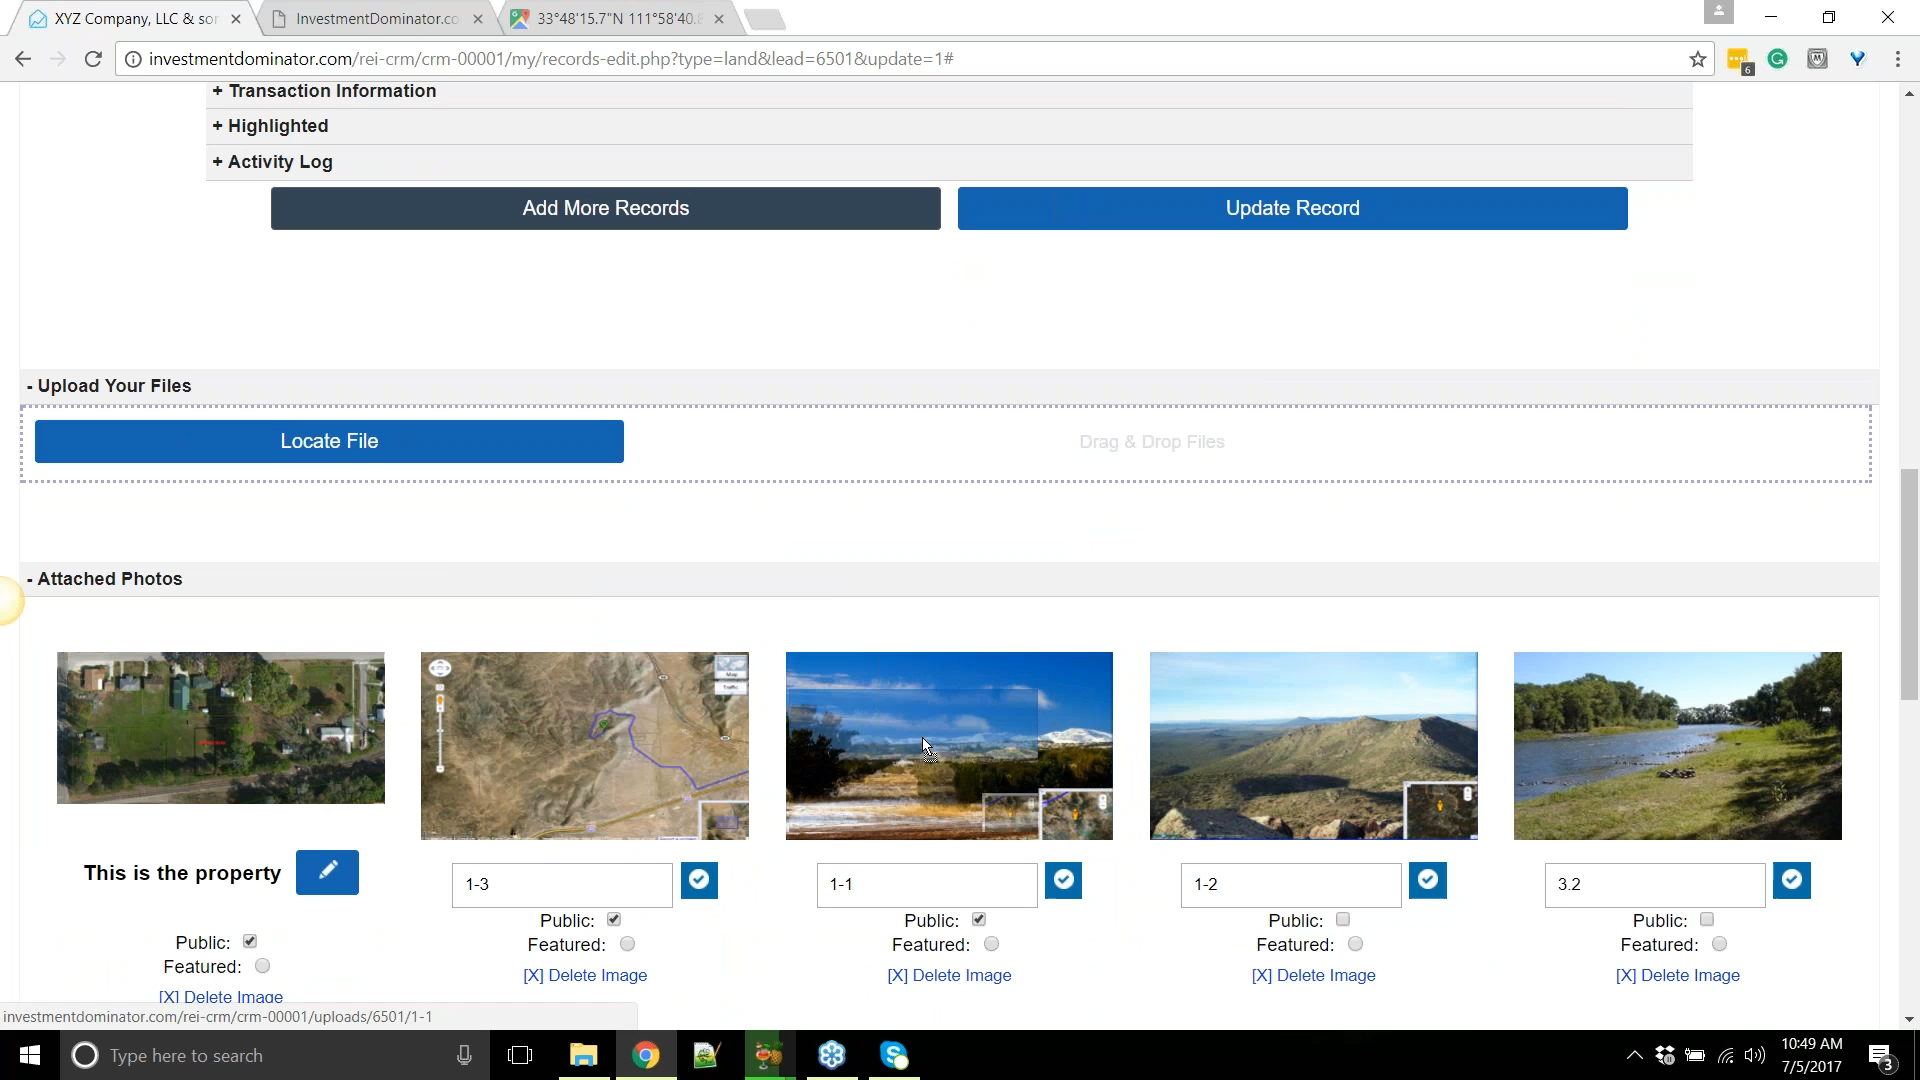 XYZ Company, LLC & sor
InvestmentDominator.co
33°48'15.7"N 111°58'40.8
investmentdominator.com/rei-crm/crm-00001/my/records-edit.php?type=land&lead=6501&update=1#
6
+ Transaction Information
+ Highlighted
+ Activity Log
Add More Records
Update Record
- Upload Your Files
Locate File
Drag & Drop Files
- Attached Photos
Map
Traffic
This is the property
1-3
1-1
1-2
3.2
Public:
Featured:
[X] Delete Image
Public:
Featured:
[X] Delete Image
Public:
Featured:
[X] Delete Image
Public:
Featured:
[X] Delete Image
Public:
Featured:
[X] Delete Image
investmentdominator.com/rei-crm/crm-00001/uploads/6501/1-1
Type here to search
10:49 AM
7/5/2017
3